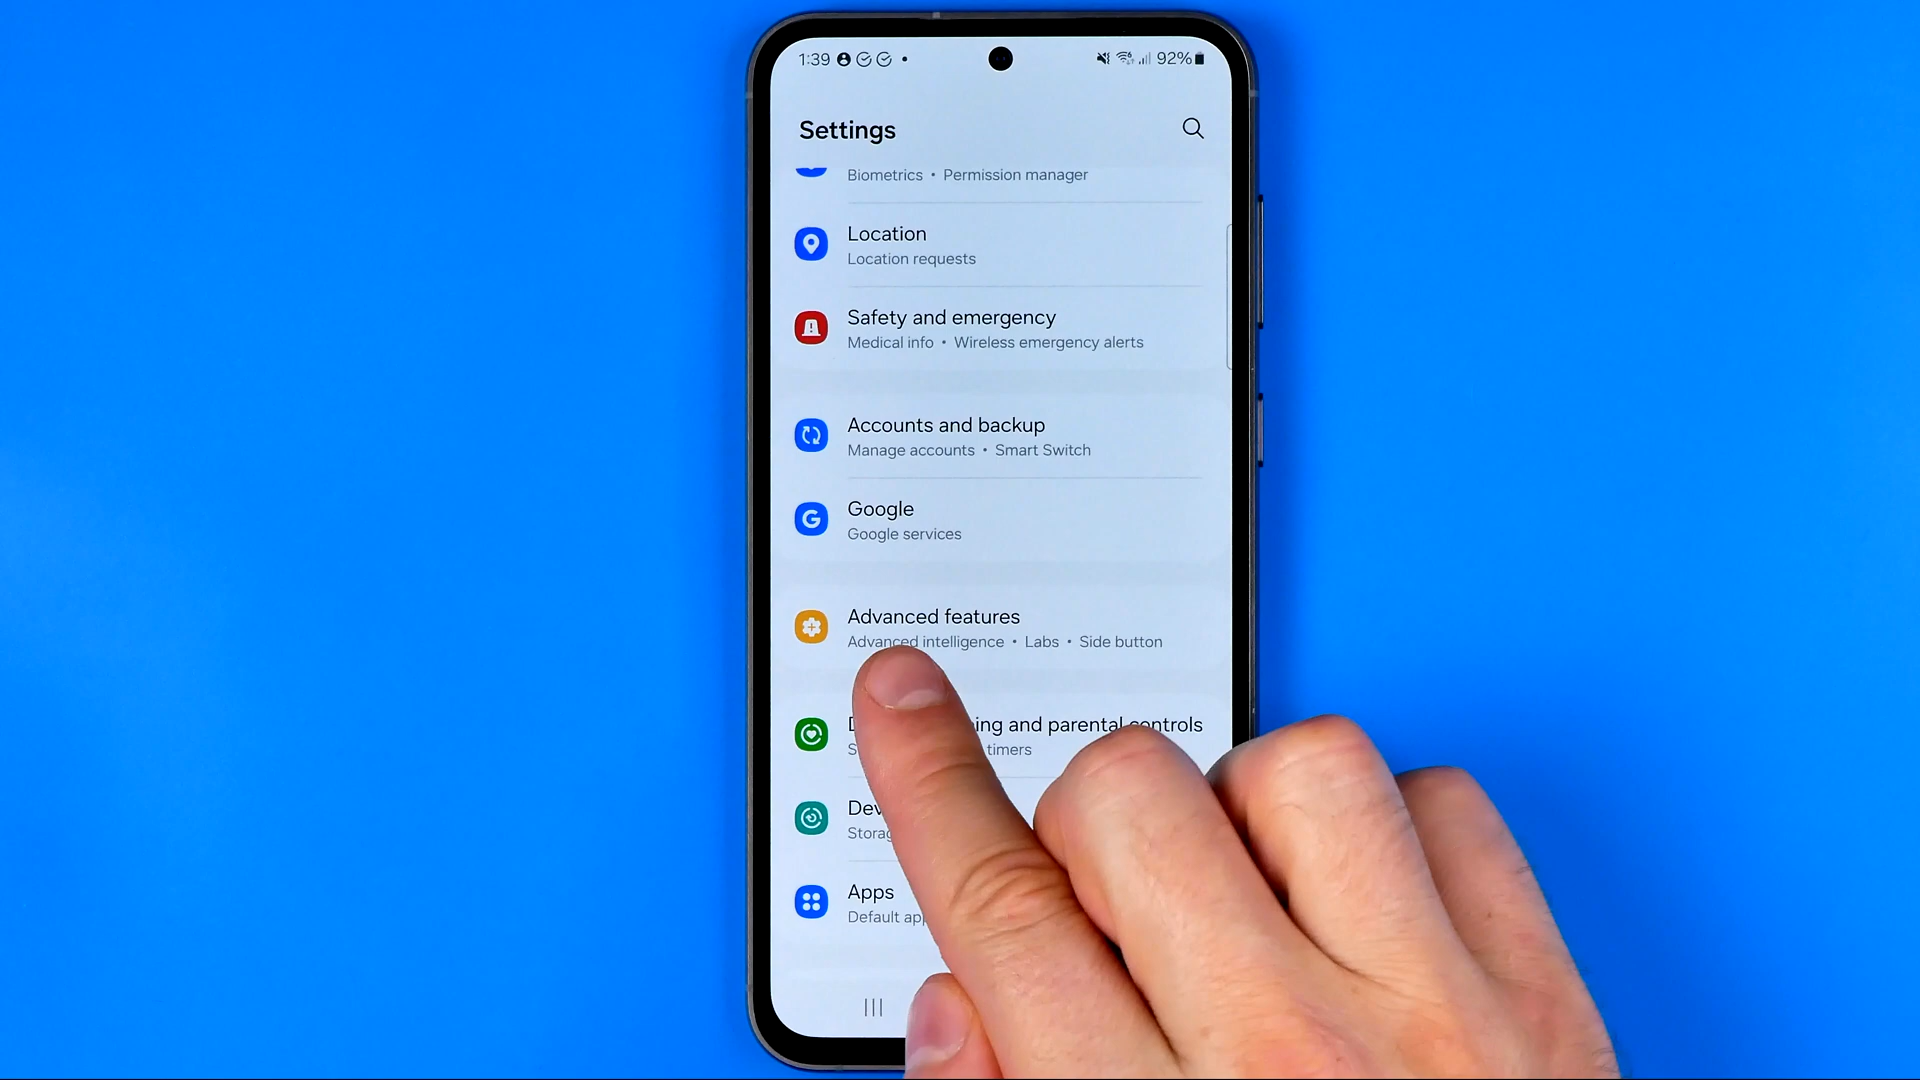 1:39 92%
Settings
Biometrics • Permission manager
Location
Location requests
Safety and emergency
Medical info • Wireless emergency alerts
Accounts and backup
Manage accounts • Smart Switch
Google
Google services
Advanced features
Advanced intelligence • Labs • Side button
and parental controls
timers
Apps
Default